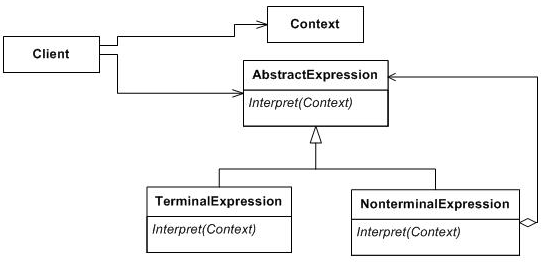 Context
Client
AbstractExpression
Interpret(Context)
TerminalExpression
Interpret(Context)
NonterminalExpression
Interpret(Context)